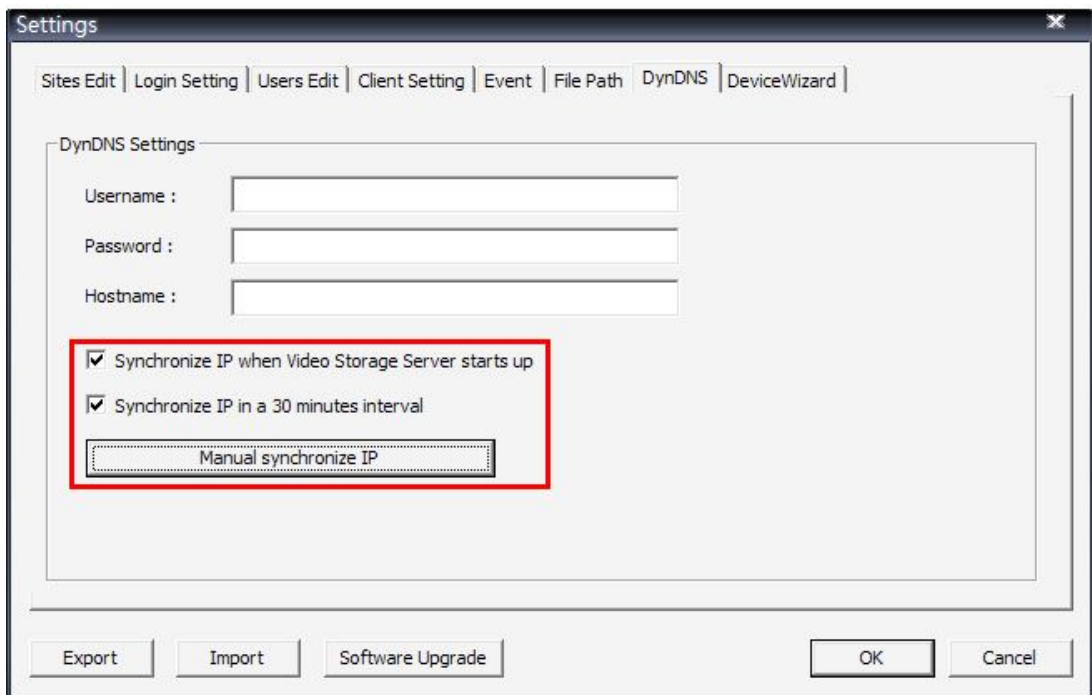 Settings
Sites Edit Login Setting Users Edit Client Setting Event File Path DynDNS DeviceWizard
DynDNS Settings
Username :
Password :
Hostname :
Synchronize IP when Video Storage Server starts up
Synchronize IP in a 30 minutes interval
Manual synchronize IP
Export Import Software Upgrade OK Cancel